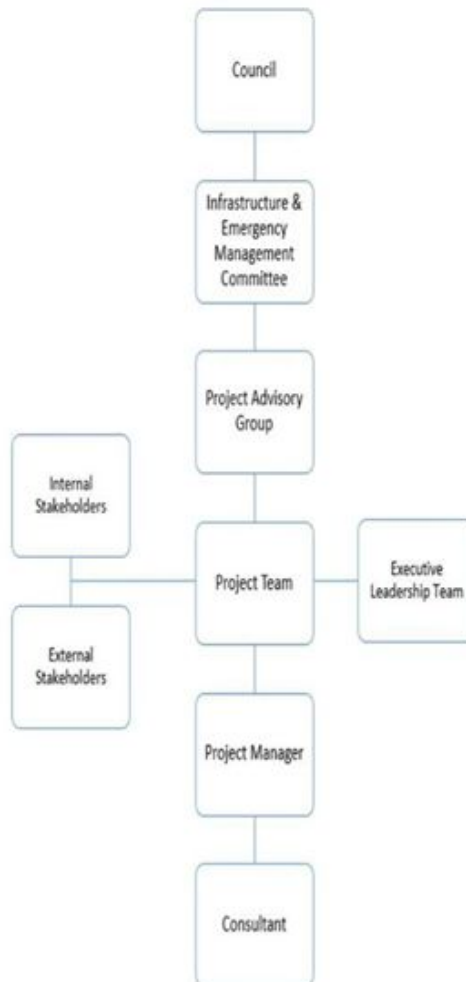 Council
Infrastructure &
Emergency
Management
Committee
Project Advisory
Group
Internal
Stakeholders
Project Team
Executive
Leadership Team
External
Stakeholders
Project Manager
Consultant